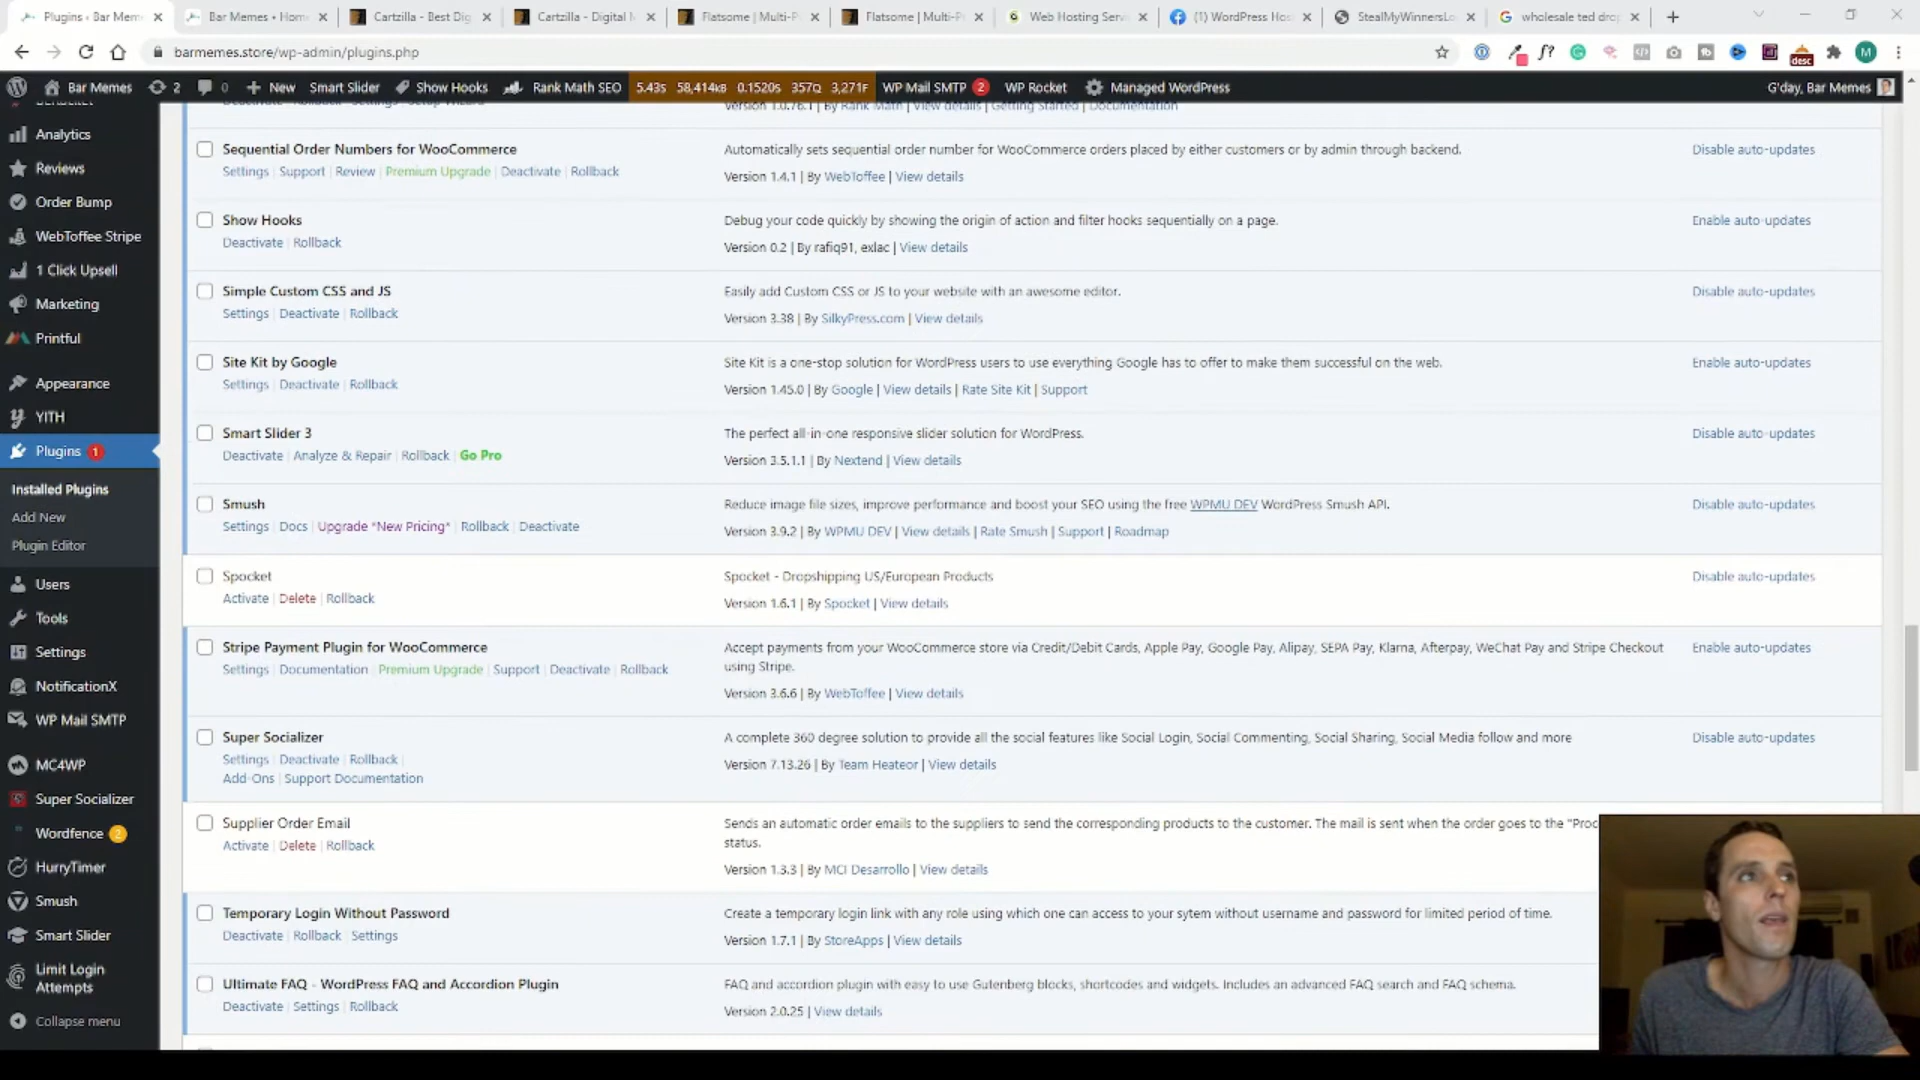 Plugins ‹ Bar Mem
Bar Memes • Hom
Cartzilla - Best Dig
Cartzilla - Digital M
Flatsome | Multi-P
Flatsome | Multi-P
Web Hosting Servi
(1) WordPress Hos
StealMyWinnersLo
wholesale ted drop
barmemes.store/wp-admin/plugins.php
Bar Memes
2
0
New
Smart Slider
Show Hooks
Rank Math SEO
5.43s 58,414KB 0.1520s 357Q 3,271F
WP Mail SMTP 2
WP Rocket
Managed WordPress
G'day, Bar Memes
Analytics
Reviews
Order Bump
WebToffee Stripe
1 Click Upsell
Marketing
Printful
Appearance
YITH
Plugins 1
Installed Plugins
Add New
Plugin Editor
Users
Tools
Settings
NotificationX
WP Mail SMTP
MC4WP
Super Socializer
Wordfence 2
HurryTimer
Smush
Smart Slider
Limit Login
Attempts
Collapse menu
Deactivate | Rollback | Settings | Setup Wizard
Version 1.0.76.1 | By Rank Math | View details | Getting Started | Documentation
Sequential Order Numbers for WooCommerce
Settings | Support | Review | Premium Upgrade | Deactivate | Rollback
Automatically sets sequential order number for WooCommerce orders placed by either customers or by admin through backend.
Version 1.4.1 | By WebToffee | View details
Disable auto-updates
Show Hooks
Deactivate | Rollback
Debug your code quickly by showing the origin of action and filter hooks sequentially on a page.
Version 0.2 | By rafiq91, exlac | View details
Enable auto-updates
Simple Custom CSS and JS
Settings | Deactivate | Rollback
Easily add Custom CSS or JS to your website with an awesome editor.
Version 3.38 | By SilkyPress.com | View details
Disable auto-updates
Site Kit by Google
Settings | Deactivate | Rollback
Site Kit is a one-stop solution for WordPress users to use everything Google has to offer to make them successful on the web.
Version 1.45.0 | By Google | View details | Rate Site Kit | Support
Enable auto-updates
Smart Slider 3
Deactivate | Analyze & Repair | Rollback | Go Pro
The perfect all-in-one responsive slider solution for WordPress.
Version 3.5.1.1 | By Nextend | View details
Disable auto-updates
Smush
Settings | Docs | Upgrade *New Pricing* | Rollback | Deactivate
Reduce image file sizes, improve performance and boost your SEO using the free WPMU DEV WordPress Smush API.
Version 3.9.2 | By WPMU DEV | View details | Rate Smush | Support | Roadmap
Disable auto-updates
Spocket
Activate | Delete | Rollback
Spocket - Dropshipping US/European Products
Version 1.6.1 | By Spocket | View details
Disable auto-updates
Stripe Payment Plugin for WooCommerce
Settings | Documentation | Premium Upgrade | Support | Deactivate | Rollback
Accept payments from your WooCommerce store via Credit/Debit Cards, Apple Pay, Google Pay, Alipay, SEPA Pay, Klarna, Afterpay, WeChat Pay and Stripe Checkout
using Stripe.
Version 3.6.6 | By WebToffee | View details
Enable auto-updates
Super Socializer
Settings | Deactivate | Rollback |
Add-Ons | Support Documentation
A complete 360 degree solution to provide all the social features like Social Login, Social Commenting, Social Sharing, Social Media follow and more
Version 7.13.26 | By Team Heateor | View details
Disable auto-updates
Supplier Order Email
Activate | Delete | Rollback
Sends an automatic order emails to the suppliers to send the corresponding products to the customer. The mail is sent when the order goes to the "Proc
status.
Version 1.3.3 | By MCI Desarrollo | View details
Temporary Login Without Password
Deactivate | Rollback | Settings
Create a temporary login link with any role using which one can access to your sytem without username and password for limited period of time.
Version 1.7.1 | By StoreApps | View details
Ultimate FAQ - WordPress FAQ and Accordion Plugin
Deactivate | Settings | Rollback
FAQ and accordion plugin with easy to use Gutenberg blocks, shortcodes and widgets. Includes an advanced FAQ search and FAQ schema.
Version 2.0.25 | View details